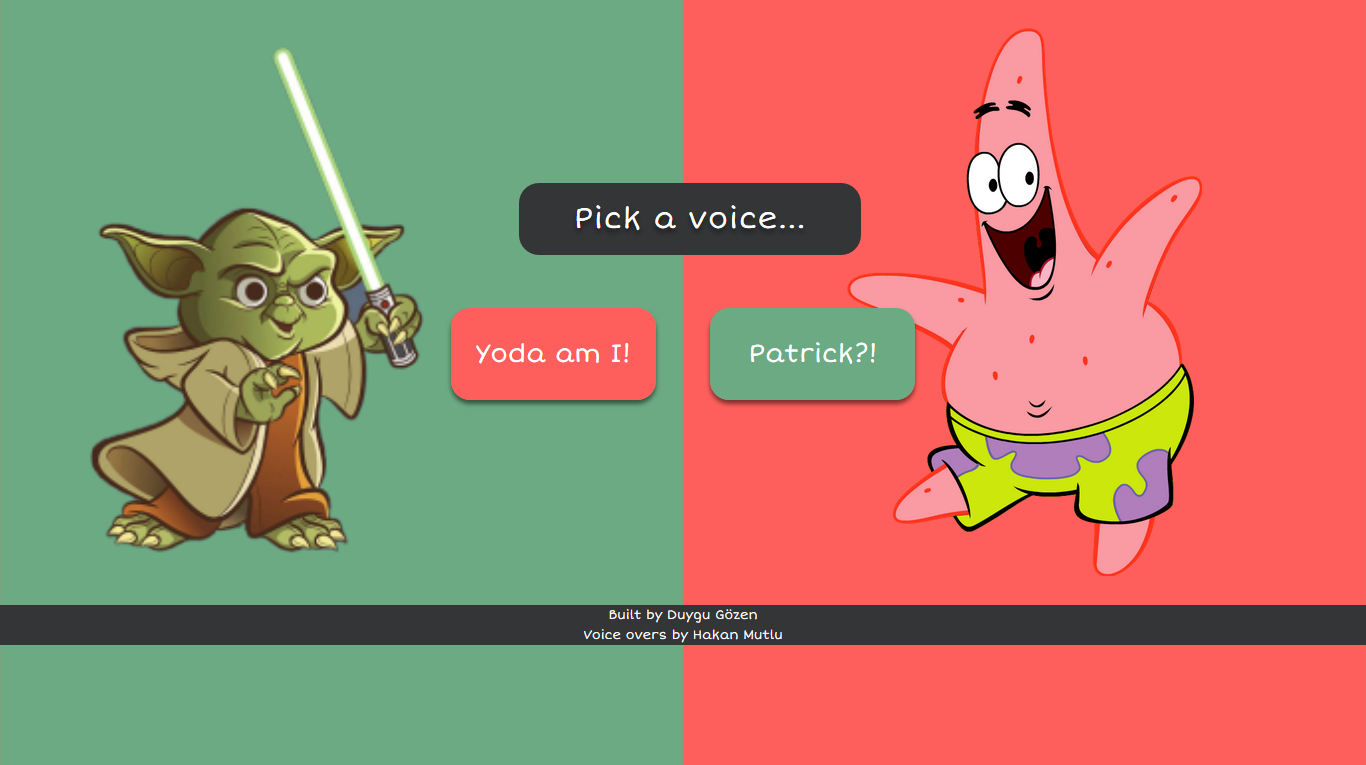 Pick a voice...
Yoda am I!
Patrick?!
Built by Duygu Gözen
Voice overs by Hakan Mutlu